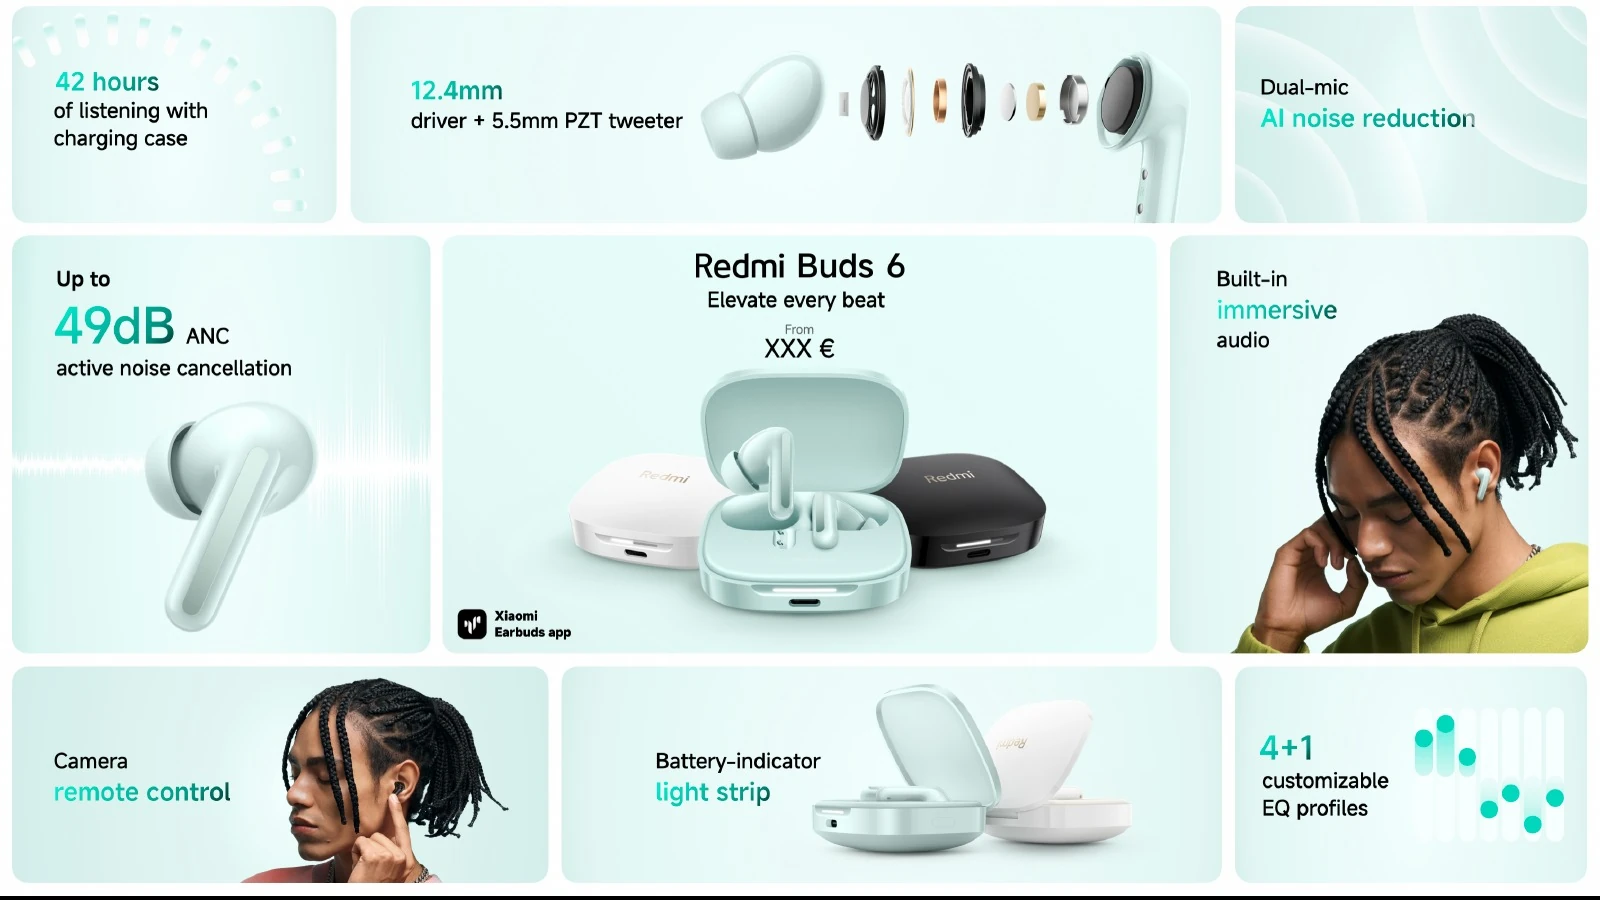 42 hours
of listening with
charging case
12.4mm
driver + 5.5mm PZT tweeter
Dual-mic
AI noise reduction
Up to
49dB ANC
active noise cancellation
Redmi Buds 6
Elevate every beat
From
XXX €
Redmi
Redmi
Xiaomi
Earbuds app
Built-in
immersive
audio
Camera
remote control
Battery-indicator
light strip
Redmi
4+1
customizable
EQ profiles